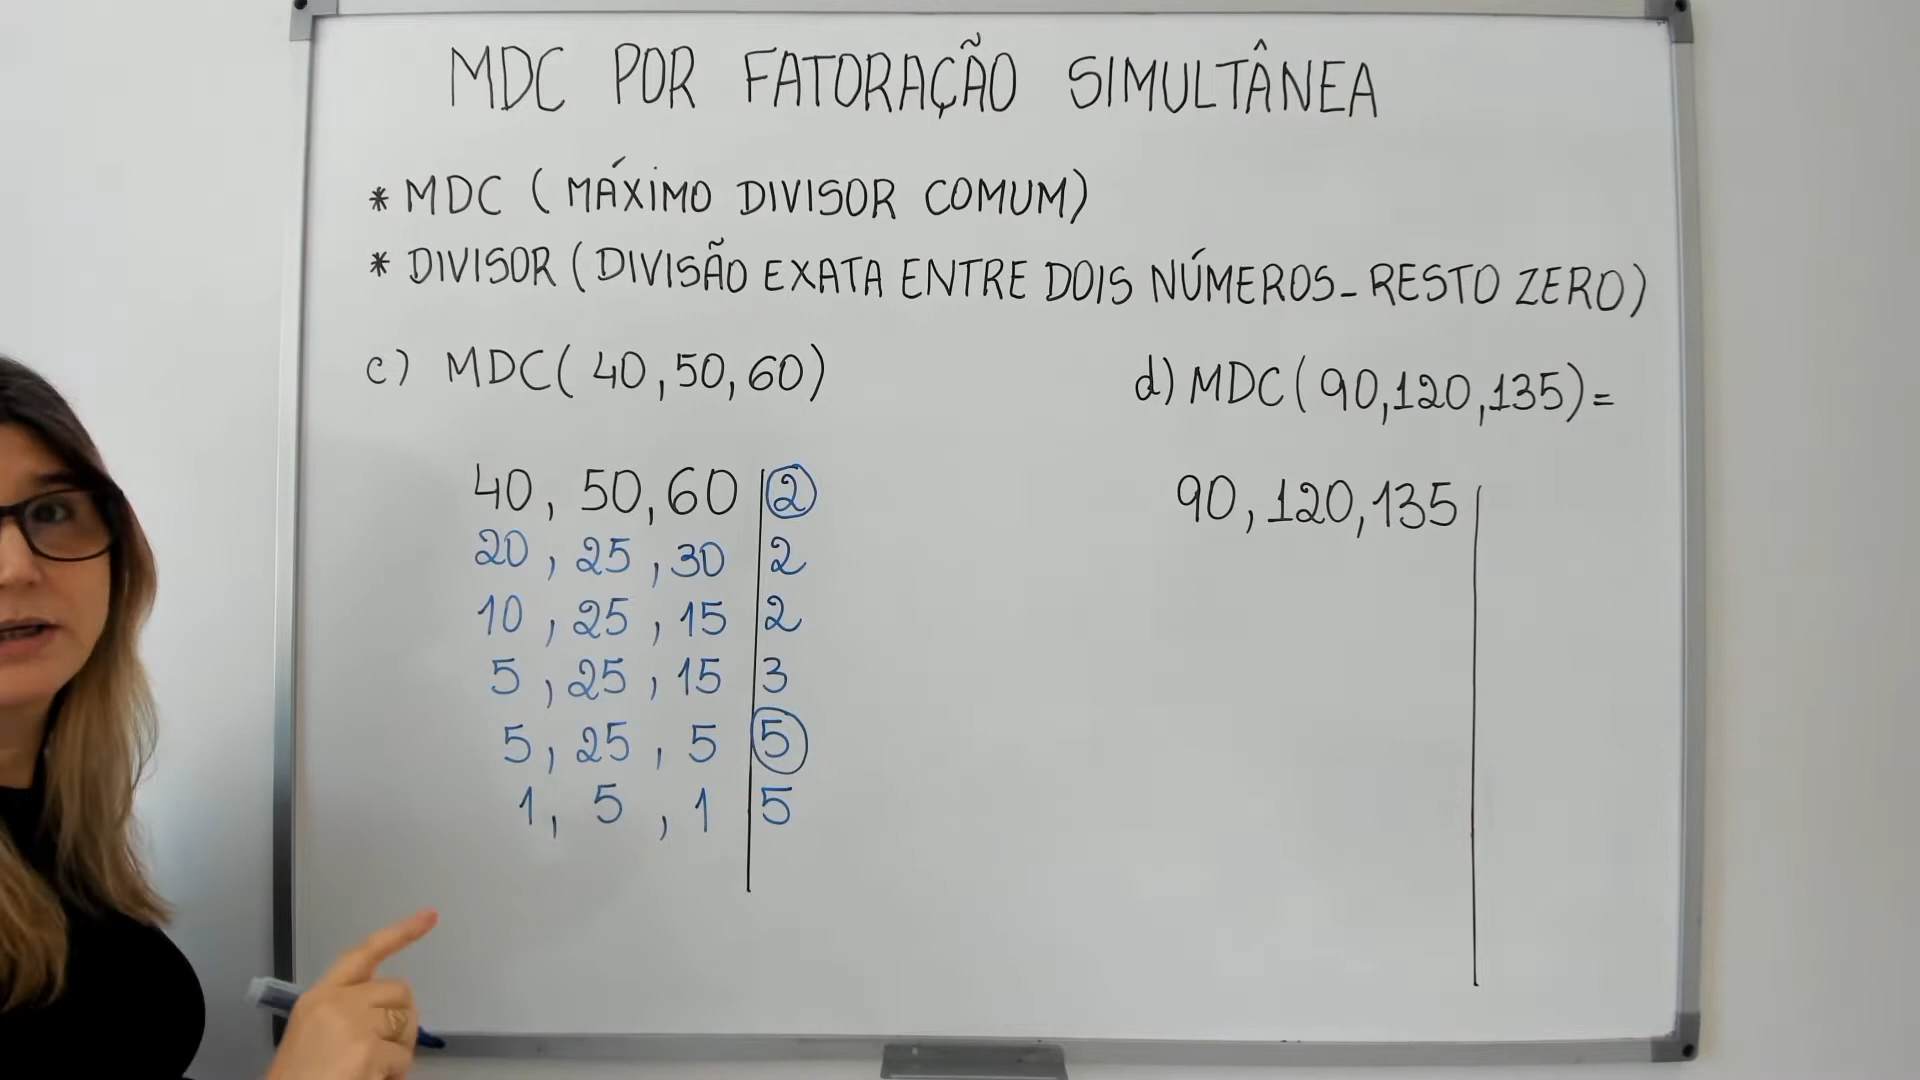 MDC POR FATORAÇÃO SIMULTÂNEA
* MDC ( MÁXIMO DIVISOR COMUM)
* DIVISOR ( DIVISÃO EXATA ENTRE DOIS NÚMEROS - RESTO ZERO)
c) MDC( 40,50,60)
40, 50, 60 | 2
20, 25, 30 | 2
10, 25, 15 | 2
5, 25, 15 | 3
5, 25, 5 | 5
1, 5, 1 | 5
d) MDC( 90,120,135)=
90, 120, 135 |